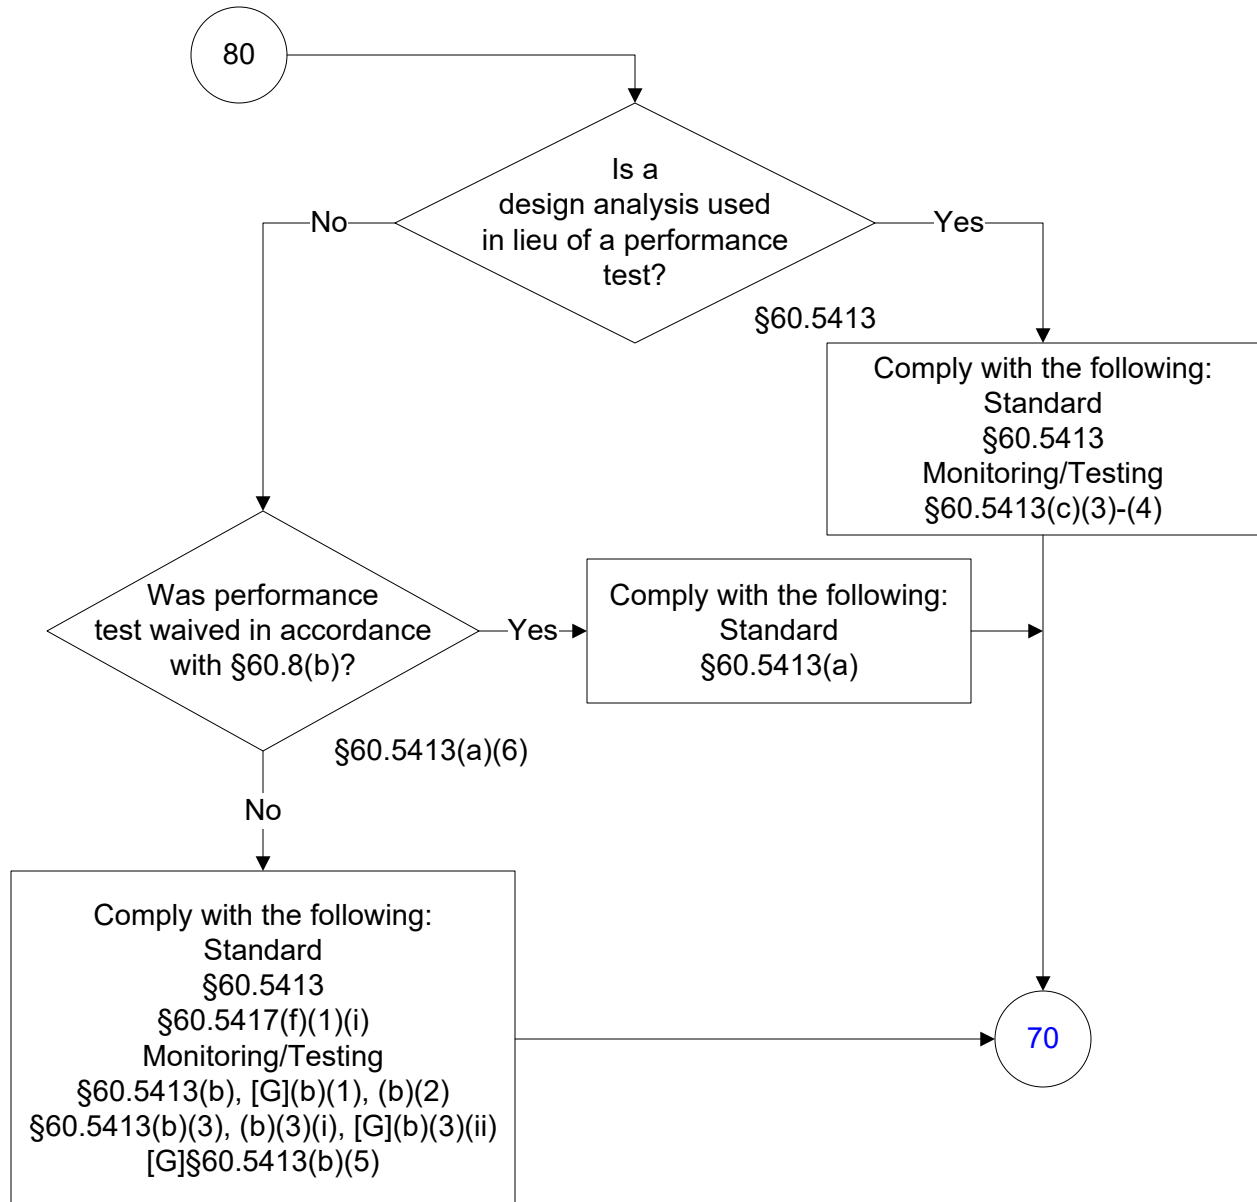 80
Is a
design analysis used
in lieu of a performance
test?
No
Yes
§60.5413
Comply with the following:
Standard
§60.5413
Monitoring/Testing
§60.5413(c)(3)-(4)
Was performance
test waived in accordance
with §60.8(b)?
Yes
Comply with the following:
Standard
§60.5413(a)
§60.5413(a)(6)
No
Comply with the following:
Standard
§60.5413
§60.5417(f)(1)(i)
Monitoring/Testing
§60.5413(b), [G](b)(1), (b)(2)
§60.5413(b)(3), (b)(3)(i), [G](b)(3)(ii)
[G]§60.5413(b)(5)
70